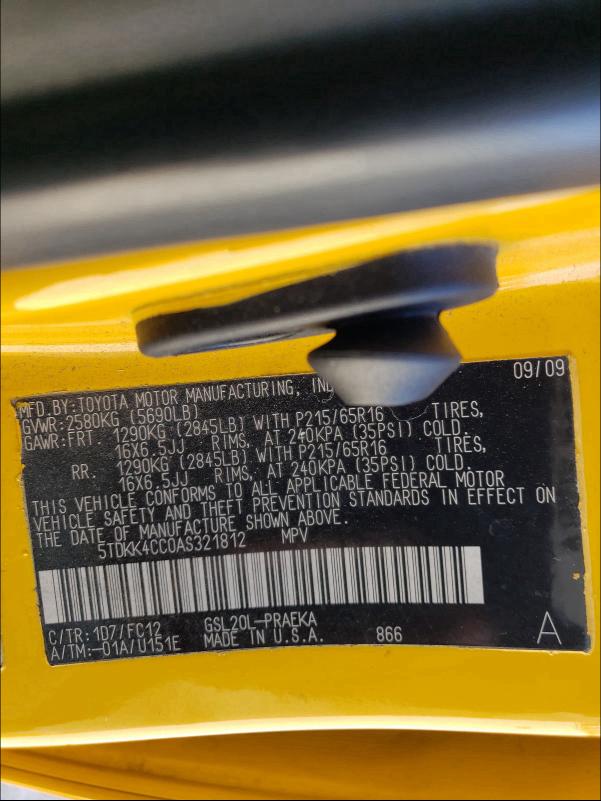 09/09
MFD.BY:TOYOTA MOTOR MANUFACTURING, IND
GVWR:2580KG (5690LB)
GAWR:FRT. 1290KG (2845LB) WITH P215/65R16 TIRES,
16X6.5JJ RIMS, AT 240KPA (35PSI) COLD.
RR. 1290KG (2845LB) WITH P215/65R16 TIRES,
16X6.5JJ RIMS, AT 240KPA (35PSI) COLD.
THIS VEHICLE CONFORMS TO ALL APPLICABLE FEDERAL MOTOR
VEHICLE SAFETY AND THEFT PREVENTION STANDARDS IN EFFECT ON
THE DATE OF MANUFACTURE SHOWN ABOVE.
5TDKK4CC0AS321812 MPV
C/TR:1D7/FC12 GSL20L-PRAEKA
A/TM:-01A/U151E MADE IN U.S.A. 866 A